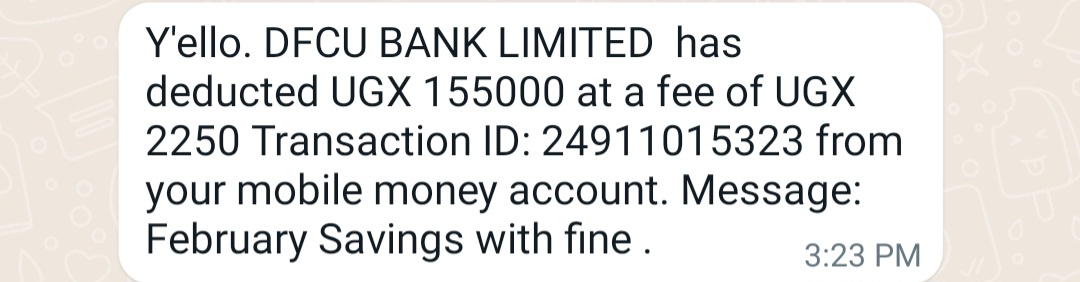 Y'ello. DFCU BANK LIMITED  has
deducted UGX 155000 at a fee of UGX
2250 Transaction ID: 24911015323 from
your mobile money account. Message:
February Savings with fine .
3:23 PM